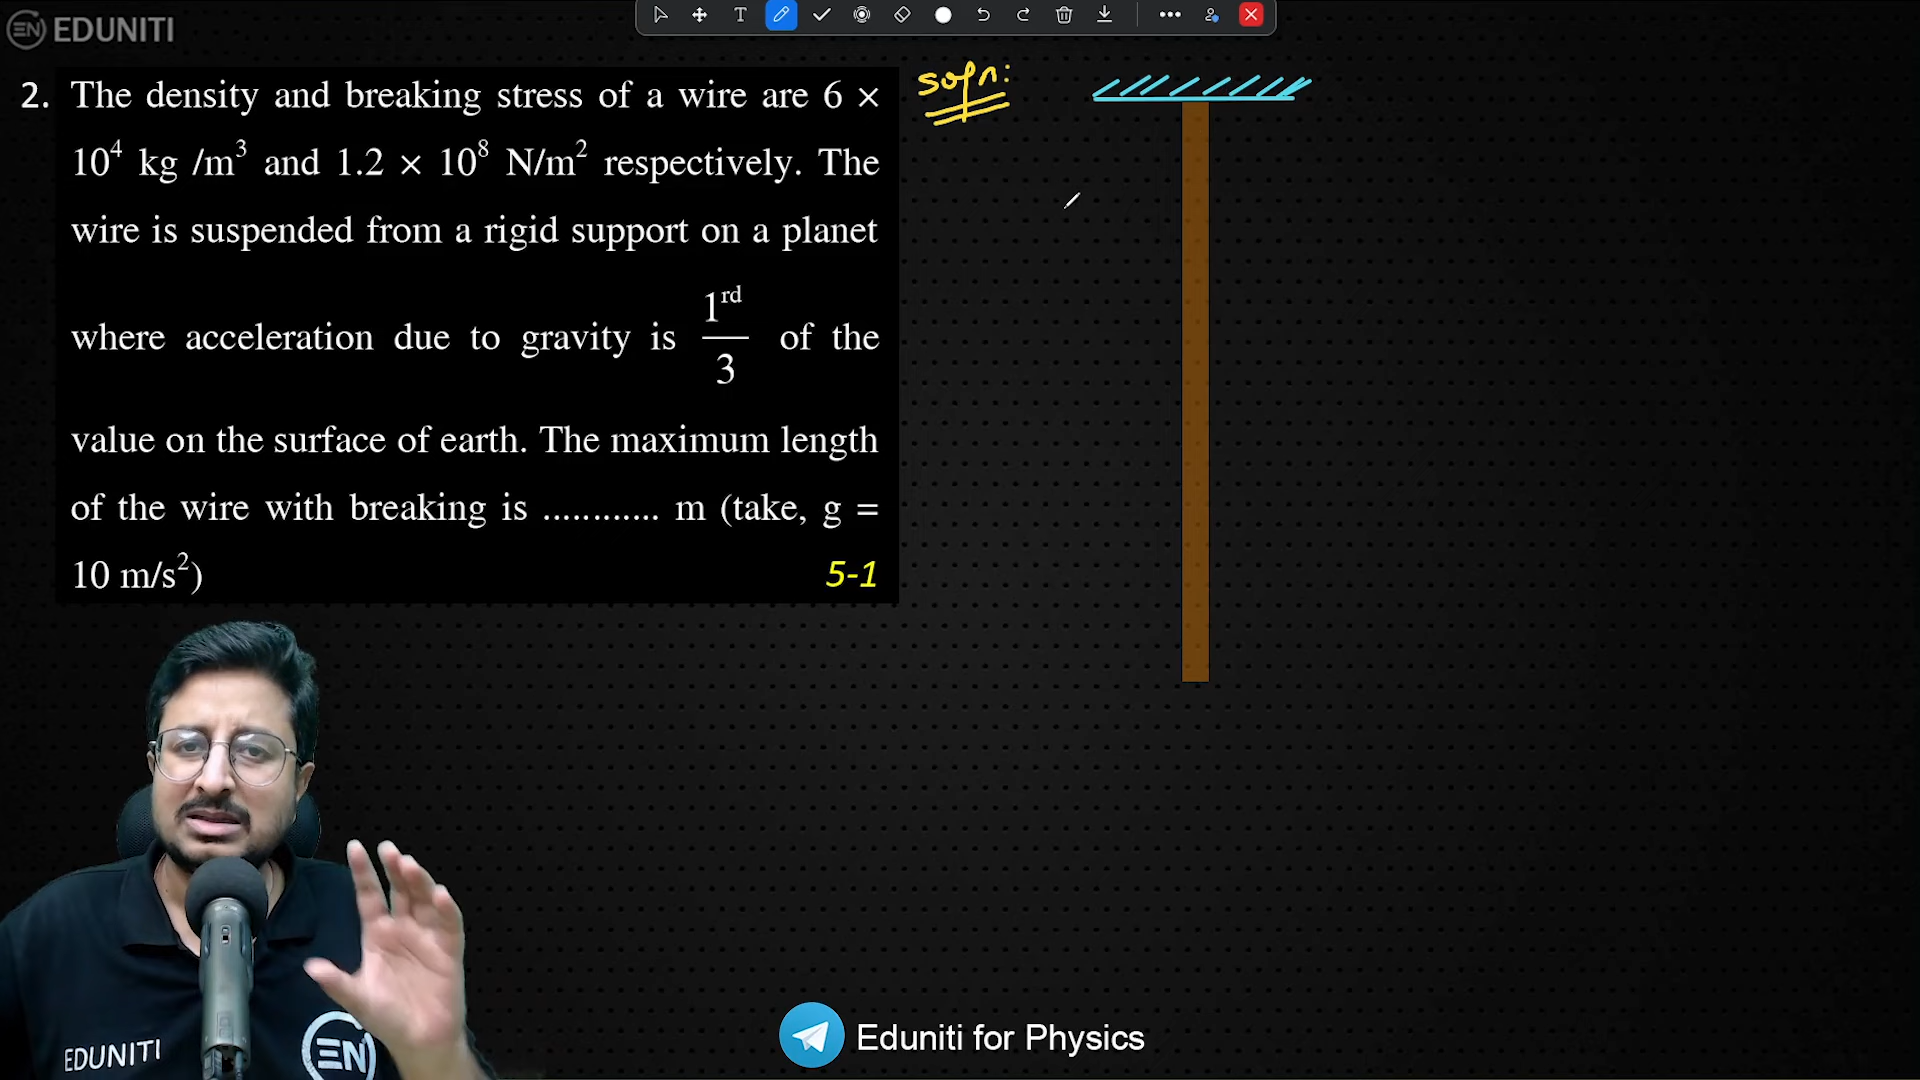 EN EDUNITI
2. The density and breaking stress of a wire are 6 ×
10⁴ kg /m³ and 1.2 × 10⁸ N/m² respectively. The
wire is suspended from a rigid support on a planet
where acceleration due to gravity is 1ʳᵈ/3 of the
value on the surface of earth. The maximum length
of the wire with breaking is ............ m (take, g =
10 m/s²) 5-1
Solⁿ:
T
EDUNITI
EN
Eduniti for Physics